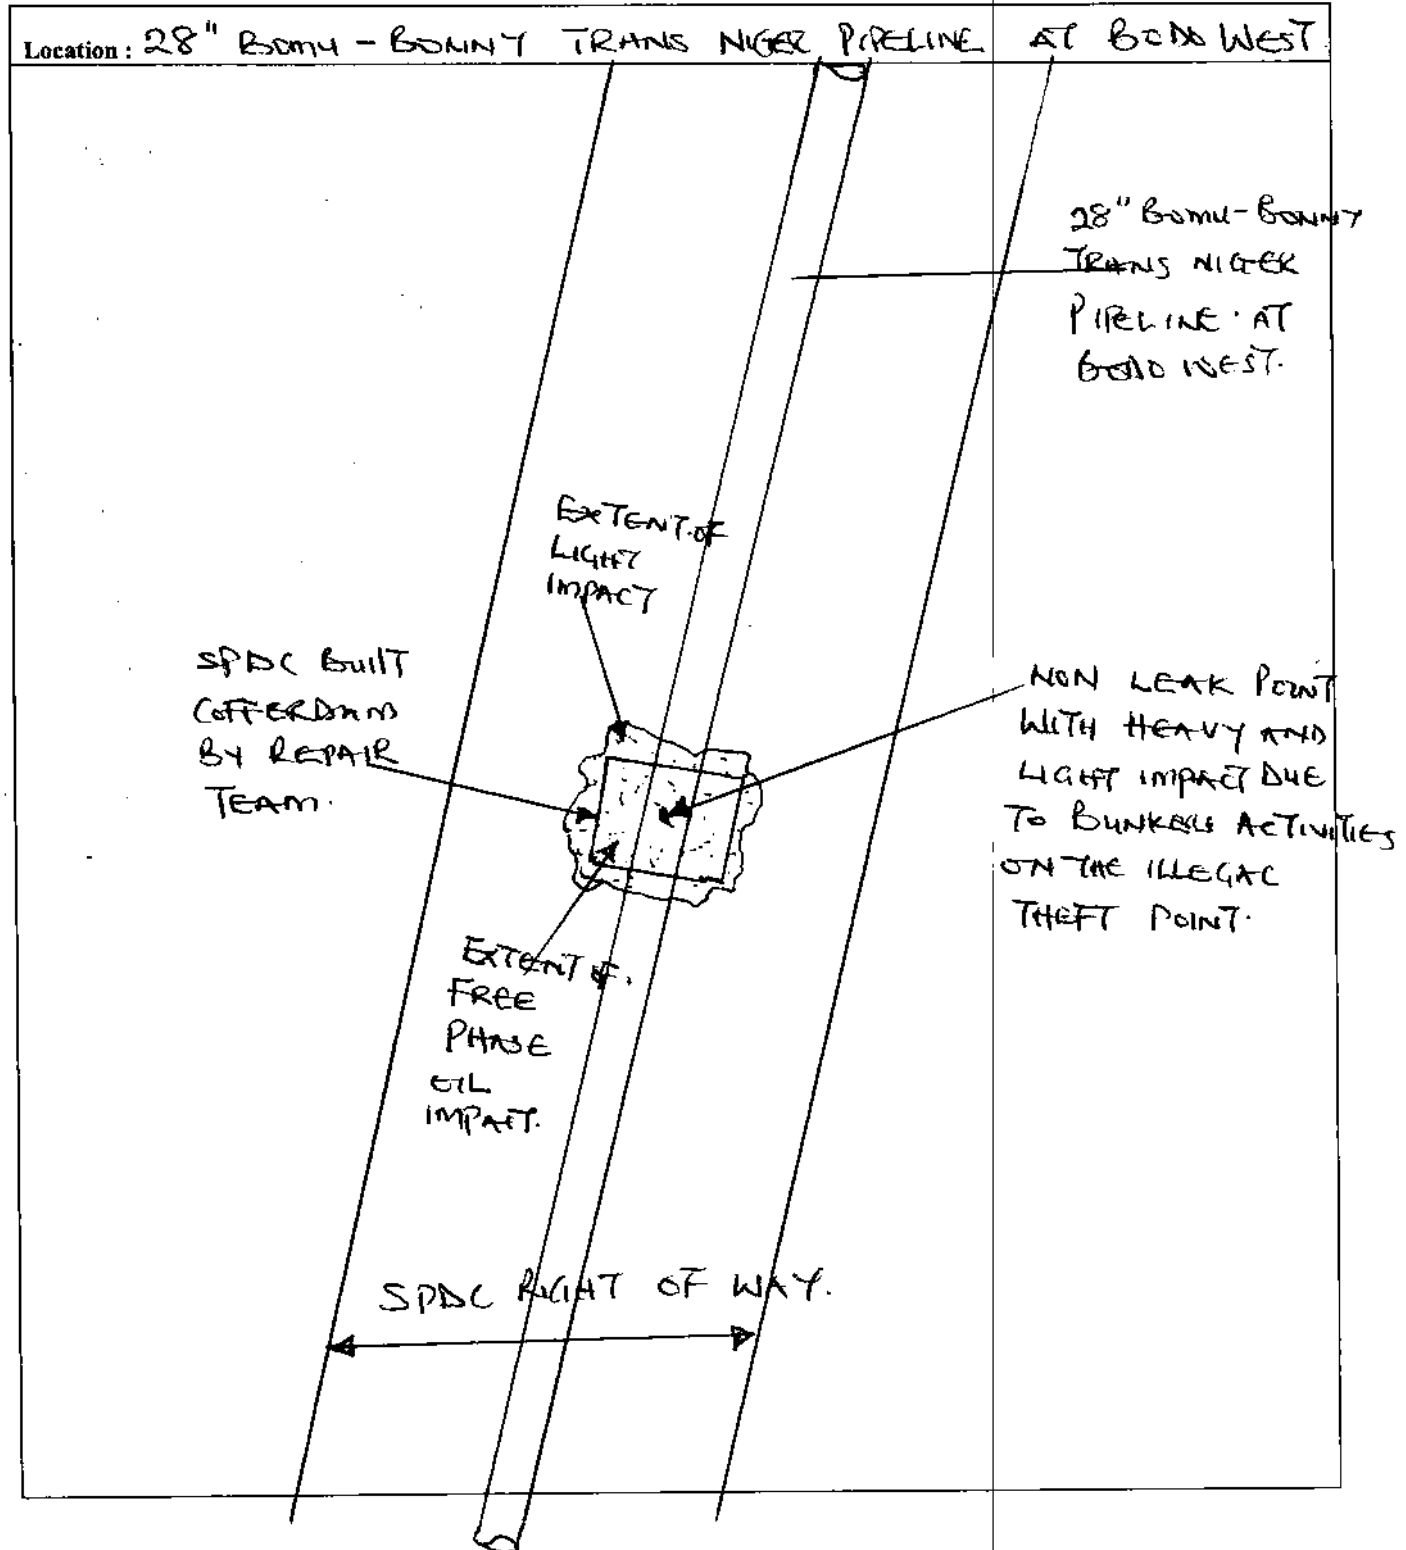 Location : 28" BOMU - BONNY TRANS NIGER PIPELINE AT BODO WEST
28" BOMU-BONNY
TRANS NIGER
PIPELINE AT
BODO WEST.
EXTENT OF
LIGHT
IMPACT
SPDC BUILT
COFFERDAM
BY REPAIR
TEAM.
NON LEAK POINT
WITH HEAVY AND
LIGHT IMPACT DUE
TO ACTIVITIES
ON THE ILLEGAL
THEFT POINT.
EXTENT OF
FREE
PHASE
OIL
IMPACT.
SPDC RIGHT OF WAY.